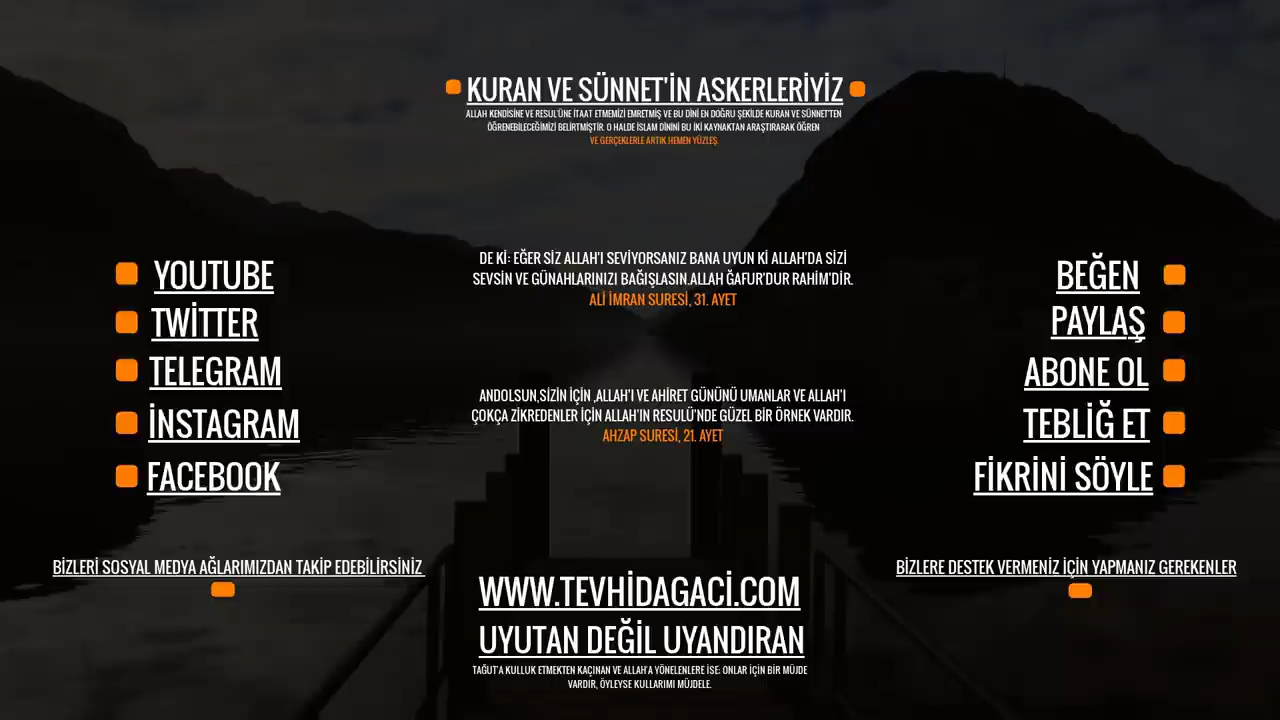 KURAN VE SÜNNET'İN ASKERLERİYİZ
ALLAH KENDİSİNE VE RESUL'ÜNE İTAAT ETMEMİZİ EMRETMİŞ VE BU DİNİ EN DOĞRU ŞEKİLDE KURAN VE SÜNNET'TEN
ÖĞRENEBİLECEĞİMİZİ BELİRTMİŞTİR. O HALDE İSLAM DİNİNİ BU İKİ KAYNAKTAN ARAŞTIRARAK ÖĞREN
VE GERÇEKLERLE ARTIK HEMEN YÜZLEŞ.
DE Kİ: EĞER SİZ ALLAH'I SEVİYORSANIZ BANA UYUN Kİ ALLAH'DA SİZİ
SEVSİN VE GÜNAHLARINIZI BAĞIŞLASIN.ALLAH ĞAFUR'DUR RAHİM'DİR.
ALİ İMRAN SURESİ, 31. AYET
ANDOLSUN,SİZİN İÇİN ,ALLAH'I VE AHİRET GÜNÜNÜ UMANLAR VE ALLAH'I
ÇOKÇA ZİKREDENLER İÇİN ALLAH'IN RESULÜ'NDE GÜZEL BİR ÖRNEK VARDIR.
AHZAP SURESİ, 21. AYET
YOUTUBE
TWİTTER
TELEGRAM
İNSTAGRAM
FACEBOOK
BİZLERİ SOSYAL MEDYA AĞLARIMIZDAN TAKİP EDEBİLİRSİNİZ
BEĞEN
PAYLAŞ
ABONE OL
TEBLİĞ ET
FİKRİNİ SÖYLE
BİZLERE DESTEK VERMENİZ İÇİN YAPMANIZ GEREKENLER
WWW.TEVHİDAGACİ.COM
UYUTAN DEĞİL UYANDIRAN
TAĞUT'A KULLUK ETMEKTEN KAÇINAN VE ALLAH'A YÖNELENLERE İSE; ONLAR İÇİN BİR MÜJDE
VARDIR, ÖYLEYSE KULLARIMI MÜJDELE.